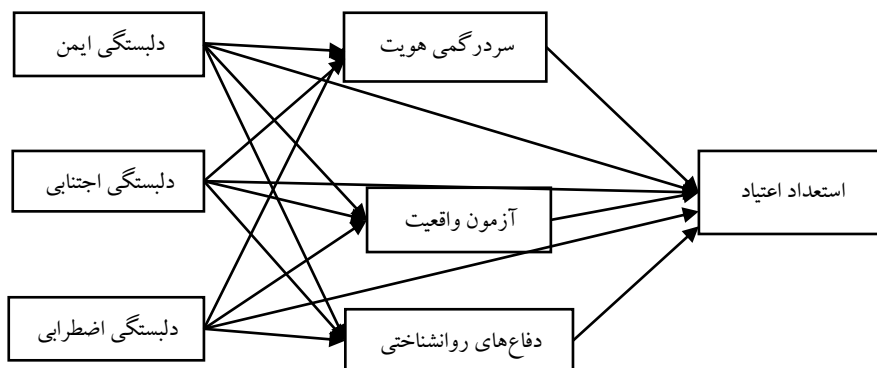 دلبستگی ایمن
سردرگمی هویت
دلبستگی اجتنابی
استعداد اعتیاد
آزمون واقعیت
دلبستگی اضطرابی
دفاع‌های روانشناختی